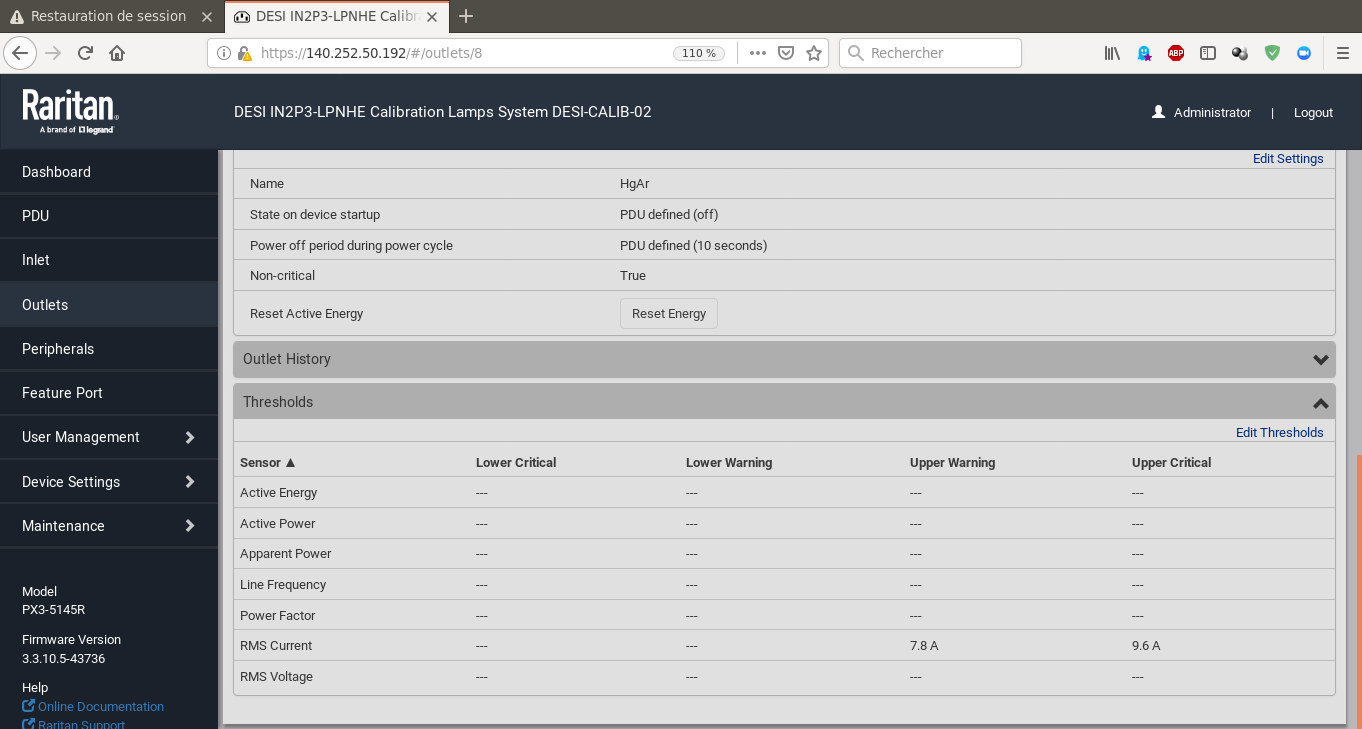 Restauration de session
DESI IN2P3-LPNHE Calibr
https://140.252.50.192/#/outlets/8
110 %
Rechercher
ABP
Raritan
A brand of legrand
DESI IN2P3-LPNHE Calibration Lamps System DESI-CALIB-02
Administrator | Logout
Dashboard
PDU
Inlet
Outlets
Peripherals
Feature Port
User Management
Device Settings
Maintenance
Model
PX3-5145R
Firmware Version
3.3.10.5-43736
Help
Online Documentation
Raritan Support
Edit Settings
Name HgAr
State on device startup PDU defined (off)
Power off period during power cycle PDU defined (10 seconds)
Non-critical True
Reset Active Energy Reset Energy
Outlet History
Thresholds
Edit Thresholds
Sensor ▲ Lower Critical Lower Warning Upper Warning Upper Critical
Active Energy --- --- --- ---
Active Power --- --- --- ---
Apparent Power --- --- --- ---
Line Frequency --- --- --- ---
Power Factor --- --- --- ---
RMS Current --- --- 7.8 A 9.6 A
RMS Voltage --- --- --- ---